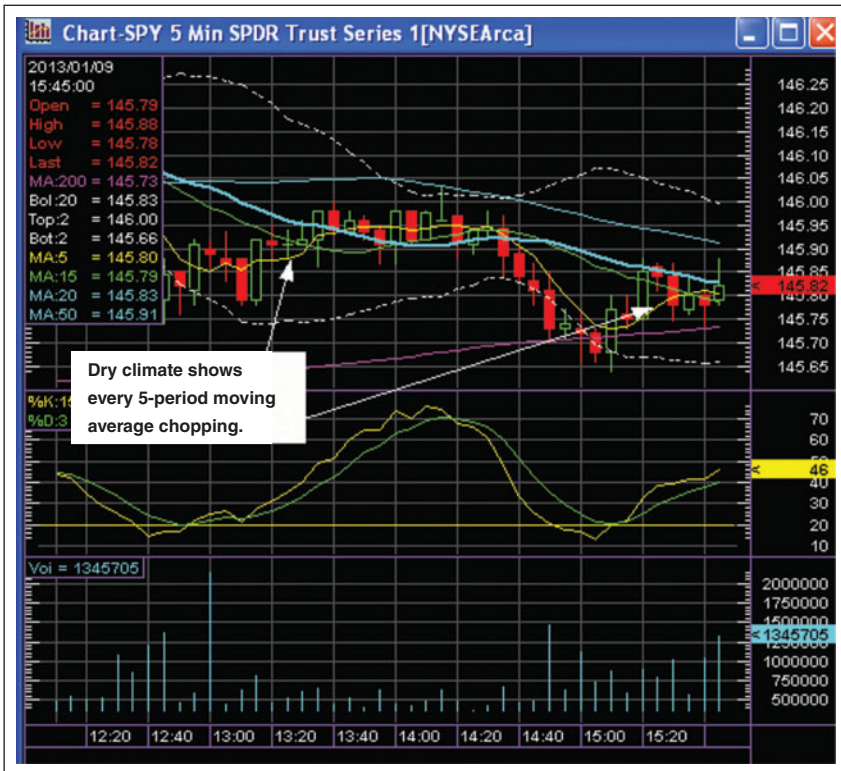 Chart-SPY 5 Min SPDR Trust Series 1[NYSEArca]
2013/01/09
15:45:00
Open = 145.79
High = 145.88
Low = 145.78
Last = 145.82
MA:200 = 145.73
Bol:20 = 145.83
Top:2 = 146.00
Bot:2 = 145.66
MA:5 = 145.80
MA:15 = 145.79
MA:20 = 145.83
MA:50 = 145.91
146.25
146.20
146.15
146.10
146.05
146.00
145.95
145.90
145.85
< 145.82
145.80
145.75
145.70
145.65
Dry climate shows
every 5-period moving
average chopping.
%K:15
%D:3
70
60
< 46
40
30
20
10
Vol = 1345705
2000000
1750000
1500000
<1345705
1250000
1000000
750000
500000
12:20 12:40 13:00 13:20 13:40 14:00 14:20 14:40 15:00 15:20